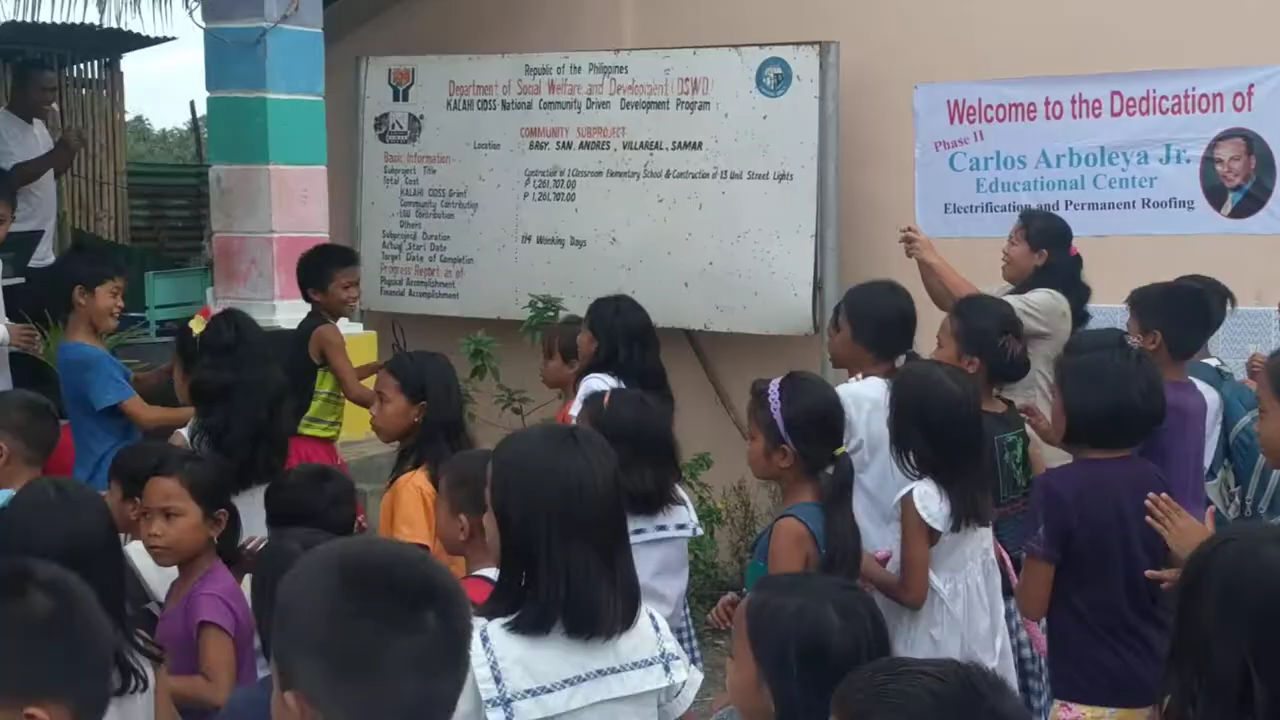 Republic of the Philippines
Department of Social Welfare and Development (DSWD)
KALAHI CIDSS-National Community Driven Development Program
COMMUNITY SUBPROJECT
Location BRGY. SAN ANDRES, VILLAREAL, SAMAR
Basic Information
Subproject Title Construction of 1 Classroom Elementary School & Construction of 13 Unit Street Lights
Total Cost ₱ 1,261,707.00
KALAHI CIDSS Grant ₱ 1,261,707.00
Community Contribution
LGU Contribution
Others
Subproject Duration 114 Working Days
Actual Start Date
Target Date of Completion
Progress Report as of
Physical Accomplishment
Financial Accomplishment
Welcome to the Dedication of
Phase II
Carlos Arboleya Jr.
Educational Center
Electrification and Permanent Roofing